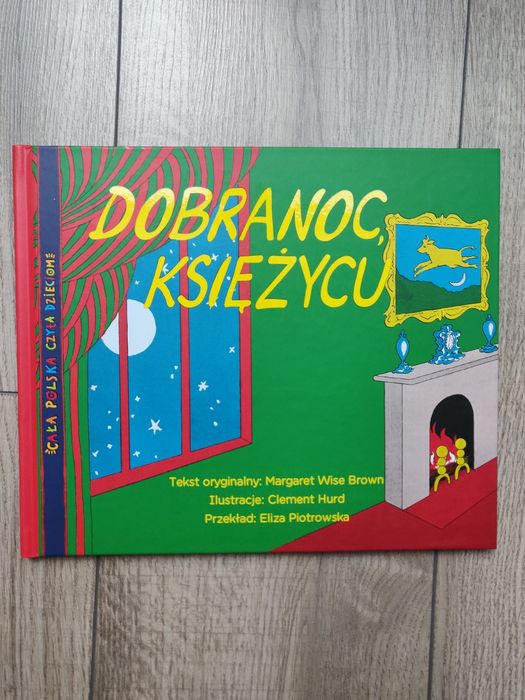 DOBRANOC,
KSIĘŻYCU
CAŁA POLSKA CZYTA DZIECIOM
Tekst oryginalny: Margaret Wise Brown
Ilustracje: Clement Hurd
Przekład: Eliza Piotrowska